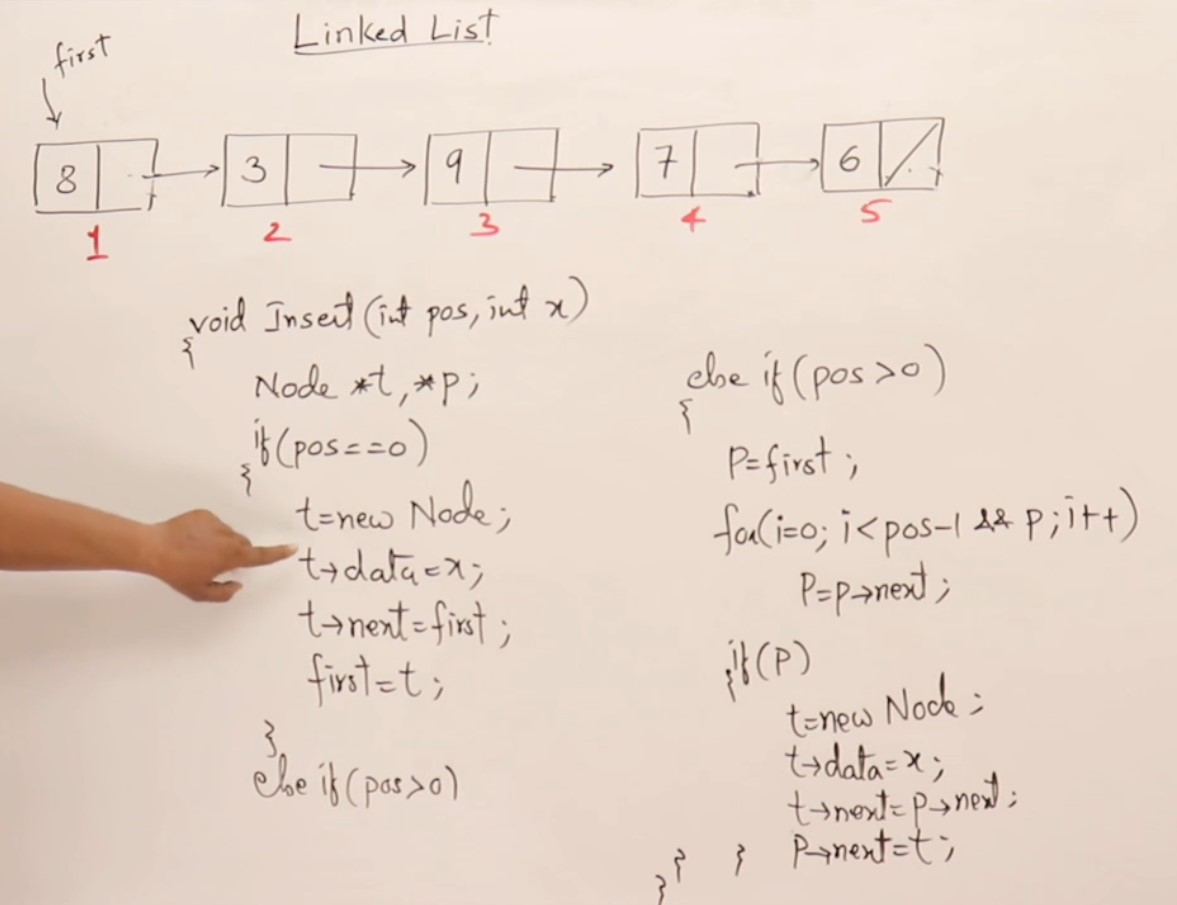 Linked List
first
8 3 9 7 6
1 2 3 4 5
void Insert(int pos, int x)
{
Node *t, *p;
if(pos==0)
{
t=new Node;
t→data=x;
t→next=first;
first=t;
}
else if(pos>0)
else if(pos>0)
{
P=first;
for(i=0; i<pos-1 && p; i++)
P=p→next;
if(P)
{
t=new Node;
t→data=x;
t→next=p→next;
P→next=t;
} } }